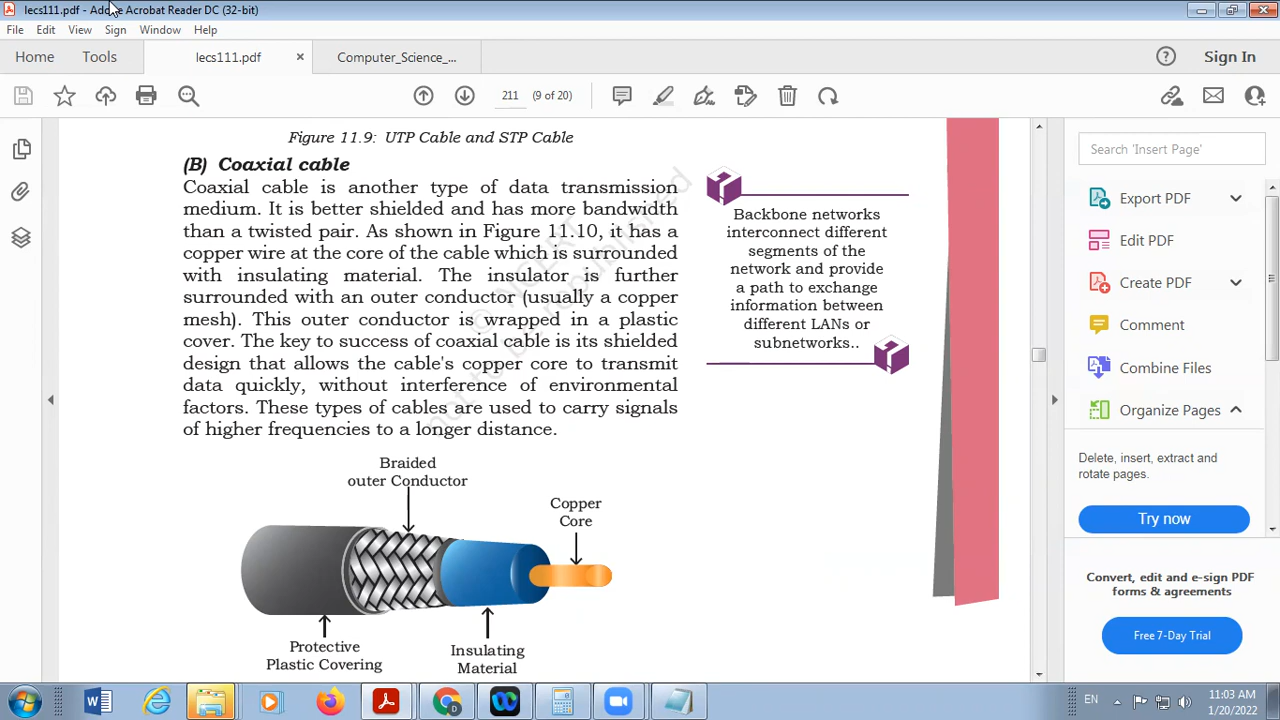 lecs111.pdf - Adobe Acrobat Reader DC (32-bit)
File Edit View Sign Window Help
Home Tools lecs111.pdf × Computer_Science_... Sign In
211 (9 of 20)
Figure 11.9: UTP Cable and STP Cable
(B) Coaxial cable
Coaxial cable is another type of data transmission
medium. It is better shielded and has more bandwidth
than a twisted pair. As shown in Figure 11.10, it has a
copper wire at the core of the cable which is surrounded
with insulating material. The insulator is further
surrounded with an outer conductor (usually a copper
mesh). This outer conductor is wrapped in a plastic
cover. The key to success of coaxial cable is its shielded
design that allows the cable's copper core to transmit
data quickly, without interference of environmental
factors. These types of cables are used to carry signals
of higher frequencies to a longer distance.
© NCERT
not to be republished
Braided
outer Conductor
Copper
Core
Protective
Plastic Covering
Insulating
Material
Backbone networks
interconnect different
segments of the
network and provide
a path to exchange
information between
different LANs or
subnetworks..
Search 'Insert Page'
Export PDF
Edit PDF
Create PDF
Comment
Combine Files
Organize Pages
Delete, insert, extract and
rotate pages.
Try now
Convert, edit and e-sign PDF
forms & agreements
Free 7-Day Trial
EN
11:03 AM
1/20/2022